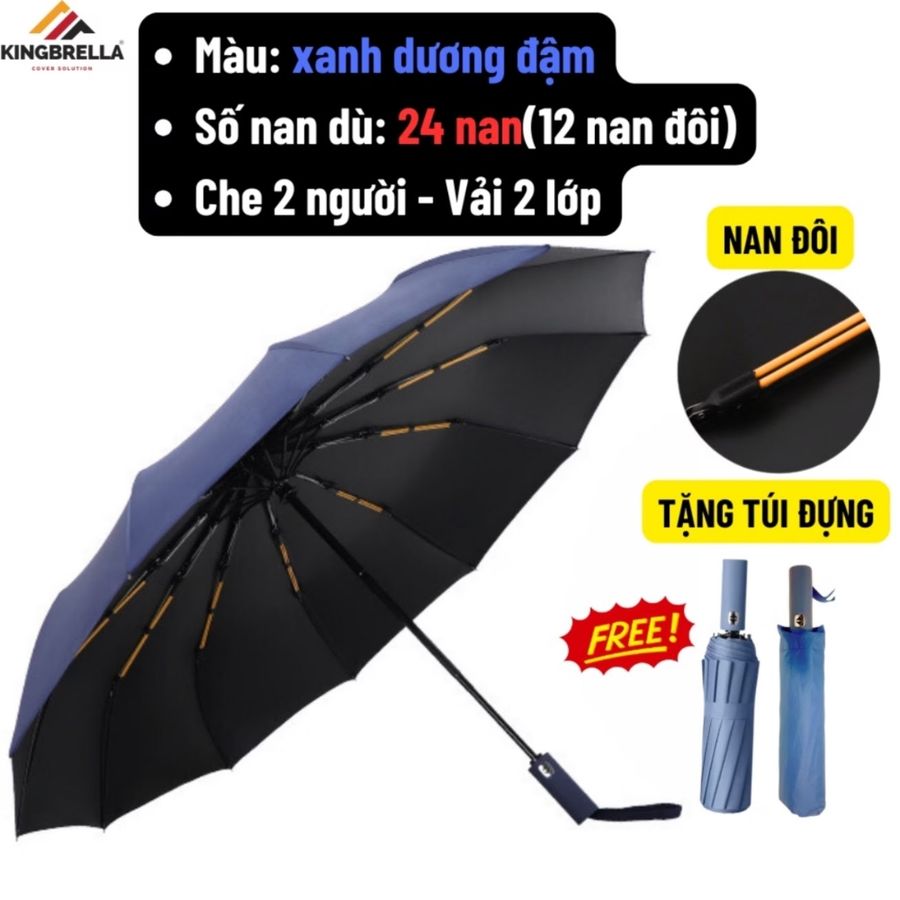 KINGBRELLA
COVER SOLUTION
• Màu: xanh dương đậm
• Số nan dù: 24 nan(12 nan đôi)
• Che 2 người - Vải 2 lớp
NAN ĐÔI
TẶNG TÚI ĐỰNG
FREE!